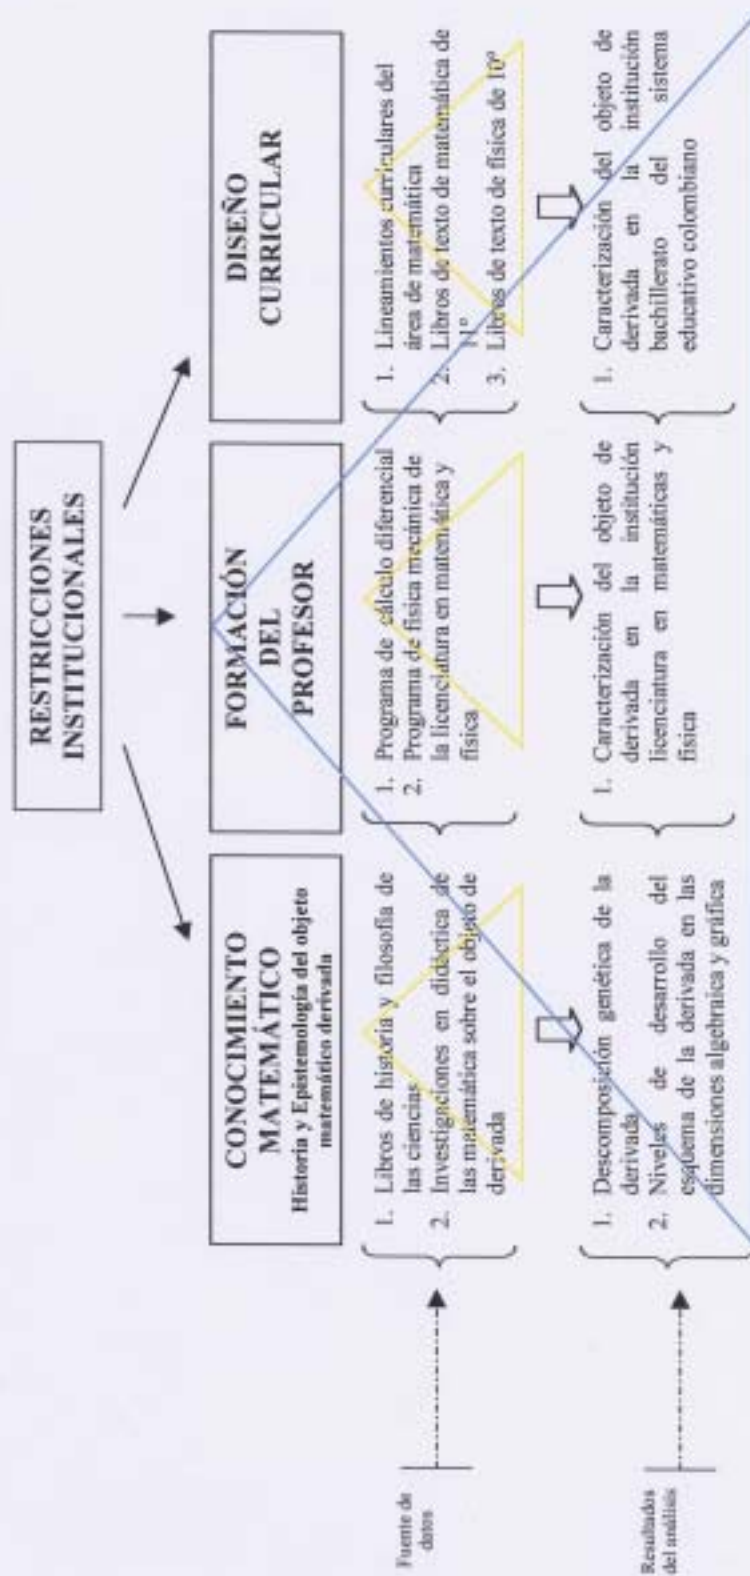 RESTRICCIONES
INSTITUCIONALES
CONOCIMIENTO
MATEMÁTICO
Historia y Epistemología del objeto
matemático derivada
FORMACIÓN
DEL
PROFESOR
DISEÑO
CURRICULAR
Fuente de
datos
1. Libros de historia y filosofía de
las ciencias
2. Investigaciones en didáctica de
las matemática sobre el objeto de
derivada
1. Programa de cálculo diferencial
2. Programa de física mecánica de
la licenciatura en matemática y
física
1. Lineamientos curriculares del
área de matemática
2. Libros de texto de matemática de
11º
3. Libros de texto de física de 10º
Resultados
del análisis
1. Descomposición genética de la
derivada
2. Niveles de desarrollo del
esquema de la derivada en las
dimensiones algebraica y gráfica
1. Caracterización del objeto de
derivada en la institución
licenciatura en matemáticas y
física
1. Caracterización del objeto de
derivada en la institución
bachillerato del sistema
educativo colombiano